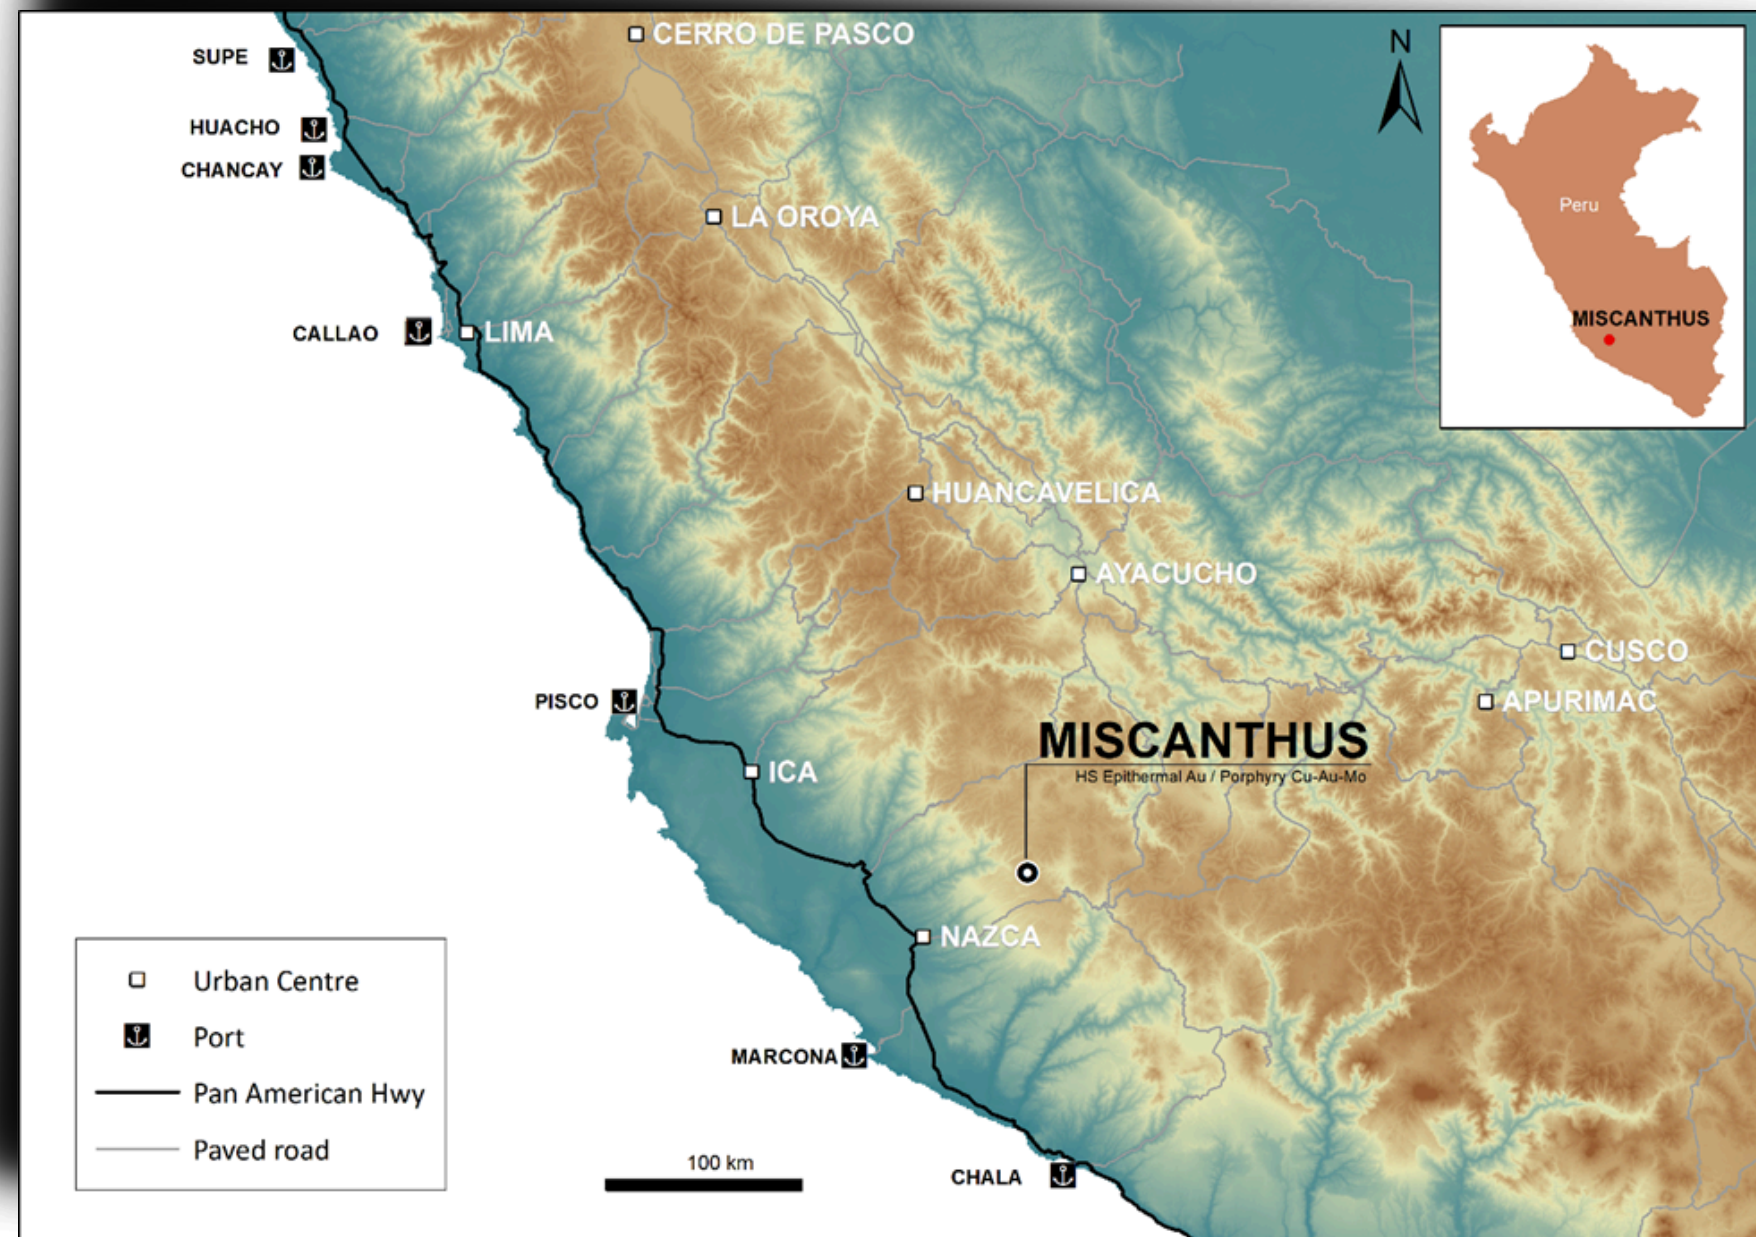 CERRO DE PASCO
N
SUPE
HUACHO
CHANCAY
LA OROYA
Peru
MISCANTHUS
CALLAO
LIMA
HUANCAVELICA
AYACUCHO
CUSCO
APURIMAC
PISCO
MISCANTHUS
HS Epithermal Au / Porphyry Cu-Au-Mo
ICA
NAZCA
MARCONA
CHALA
Urban Centre
Port
Pan American Hwy
Paved road
100 km